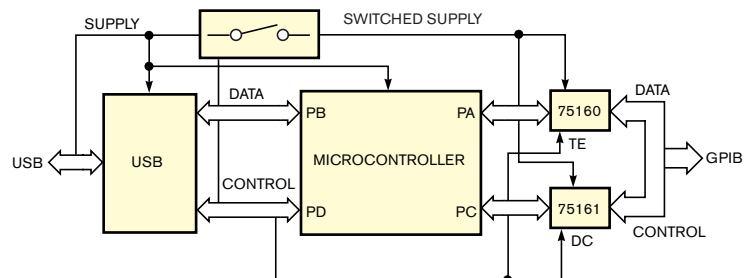 SUPPLY
SWITCHED SUPPLY
DATA
DATA
PB
PA
75160
USB
USB
MICROCONTROLLER
TE
GPIB
CONTROL
PD
PC
75161
CONTROL
DC